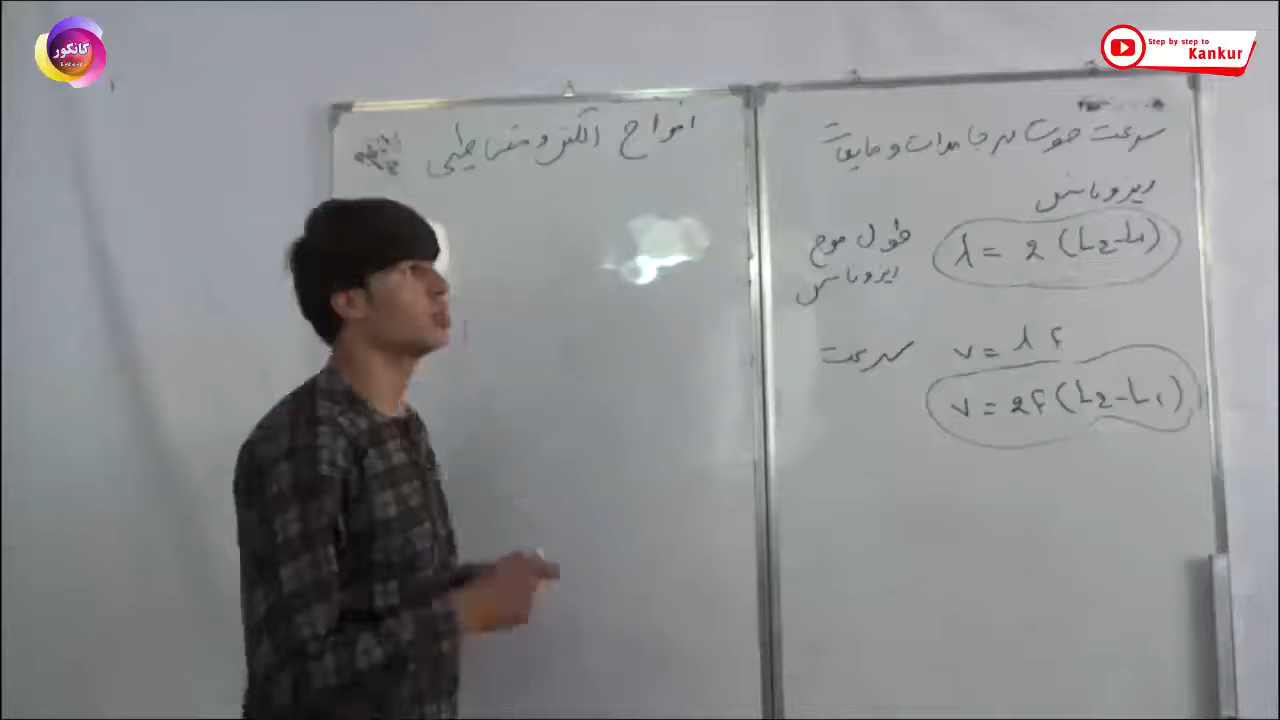 کانکور
Step by step to
Kankur
سرعت صوت در جامدات و مایعات
ریزوناس
λ = 2 (L2-L1)
طول موج
ریزوناس
v = λ f
سرعت
v = 2f (L2-L1)
امواج الکترومقناطیسی